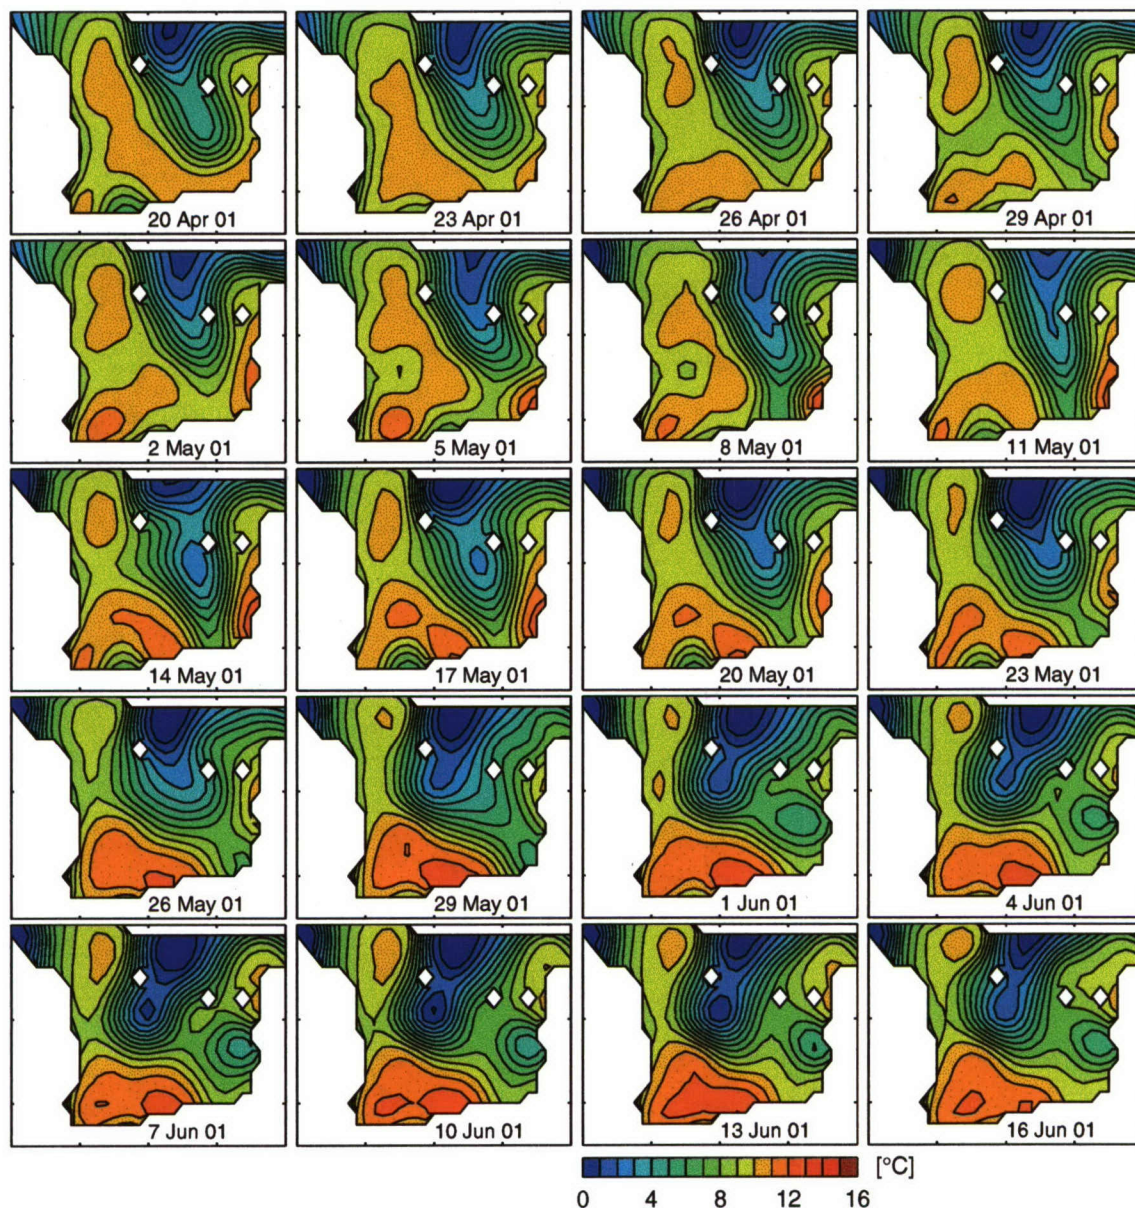 20 Apr 01 23 Apr 01 26 Apr 01 29 Apr 01
2 May 01 5 May 01 8 May 01 11 May 01
14 May 01 17 May 01 20 May 01 23 May 01
26 May 01 29 May 01 1 Jun 01 4 Jun 01
7 Jun 01 10 Jun 01 13 Jun 01 16 Jun 01
[°C]
0 4 8 12 16